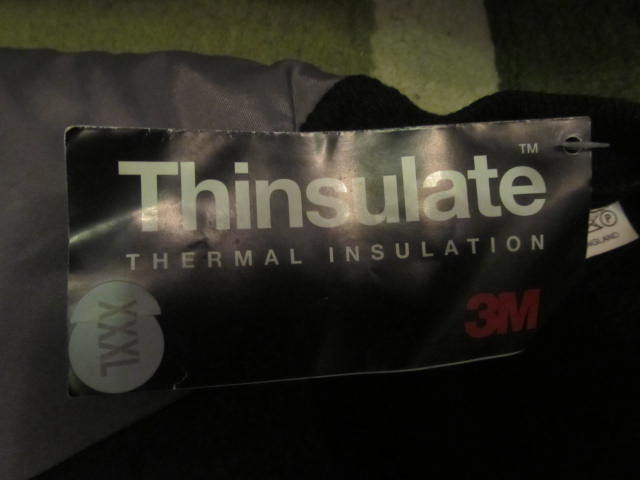 Thinsulate™
THERMAL INSULATION
3M
XXXL
P